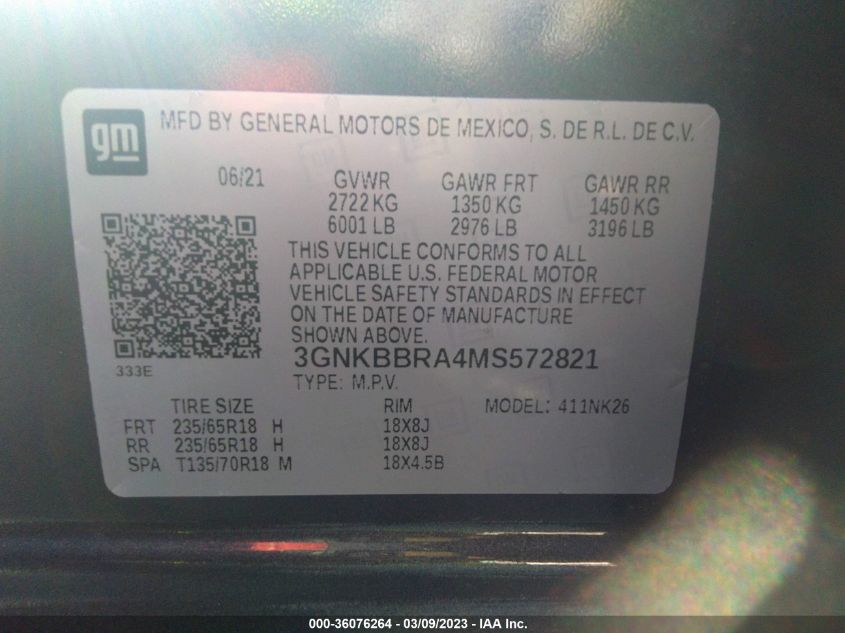 gm
MFD BY GENERAL MOTORS DE MEXICO, S. DE R.L. DE C.V.
06/21 GVWR GAWR FRT GAWR RR
2722 KG 1350 KG 1450 KG
6001 LB 2976 LB 3196 LB
THIS VEHICLE CONFORMS TO ALL
APPLICABLE U.S. FEDERAL MOTOR
VEHICLE SAFETY STANDARDS IN EFFECT
ON THE DATE OF MANUFACTURE
SHOWN ABOVE.
333E
3GNKBBRA4MS572821
TYPE: M.P.V.
TIRE SIZE RIM MODEL: 411NK26
FRT 235/65R18 H 18X8J
RR 235/65R18 H 18X8J
SPA T135/70R18 M 18X4.5B
000-36076264 / 03/09/2023 - IAA Inc.